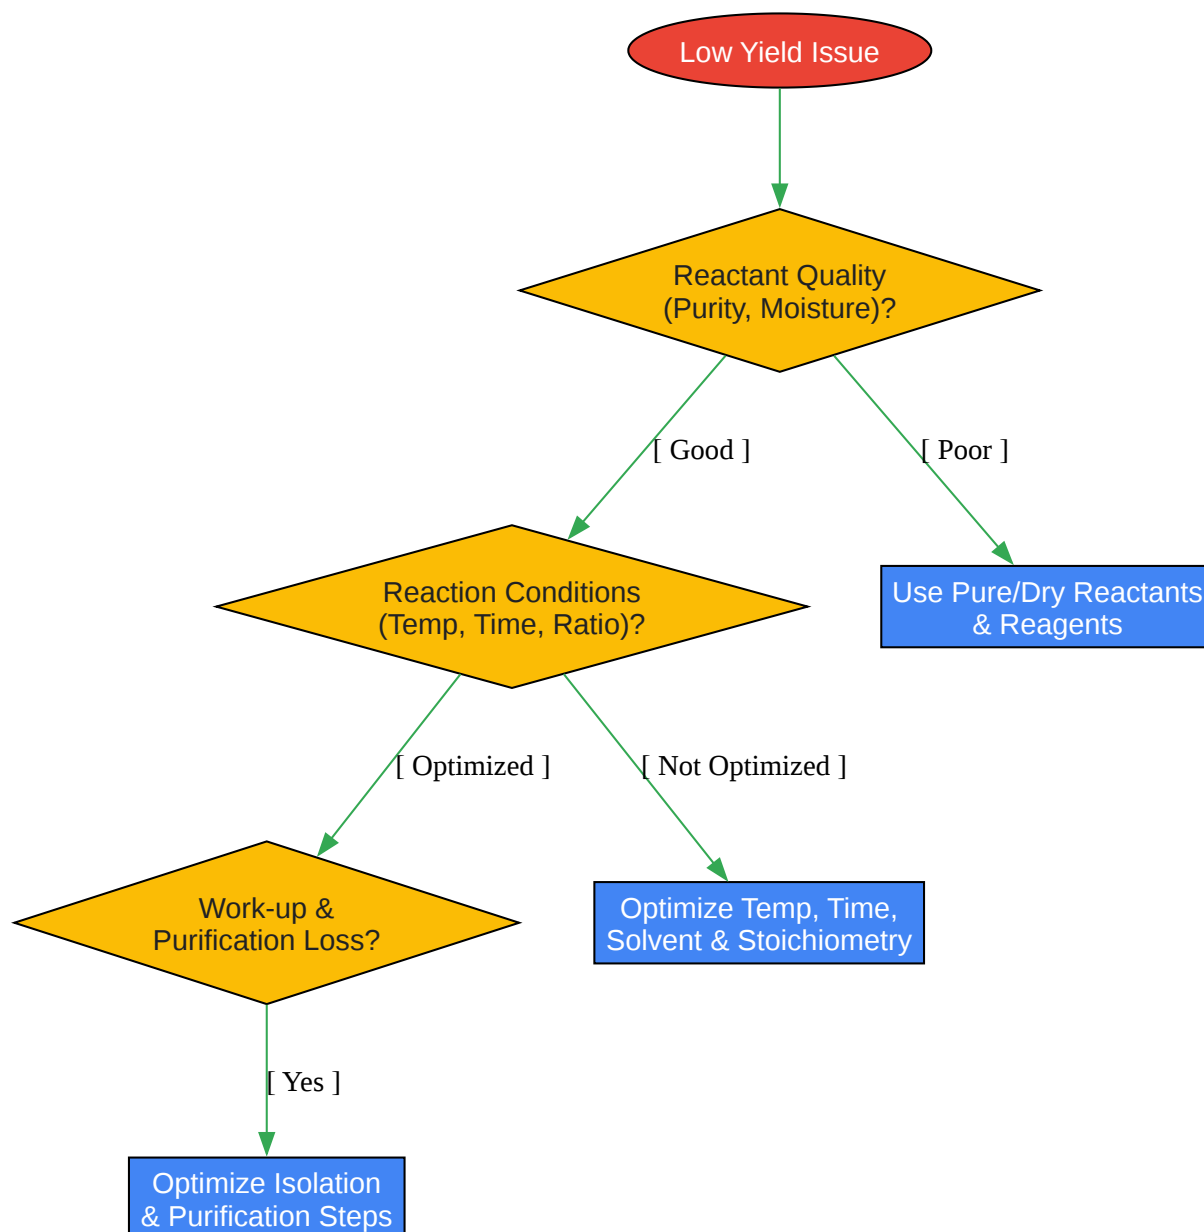 Low Yield Issue
Reactant Quality
(Purity, Moisture)?
[ Good ]
[ Poor ]
Reaction Conditions
(Temp, Time, Ratio)?
Use Pure/Dry Reactants
& Reagents
[ Optimized ]
[ Not Optimized ]
Work-up &
Purification Loss?
Optimize Temp, Time,
Solvent & Stoichiometry
[ Yes ]
Optimize Isolation
& Purification Steps